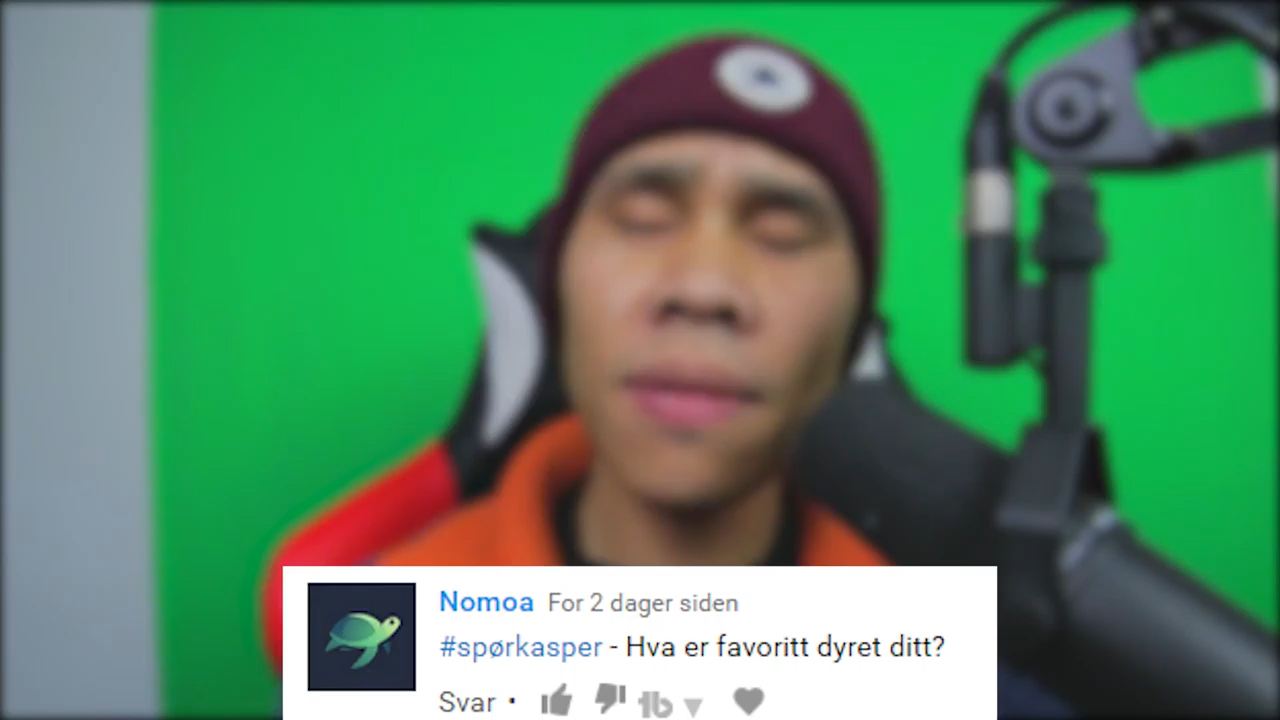 Nomoa For 2 dager siden
#spørkasper - Hva er favoritt dyret ditt?
Svar •